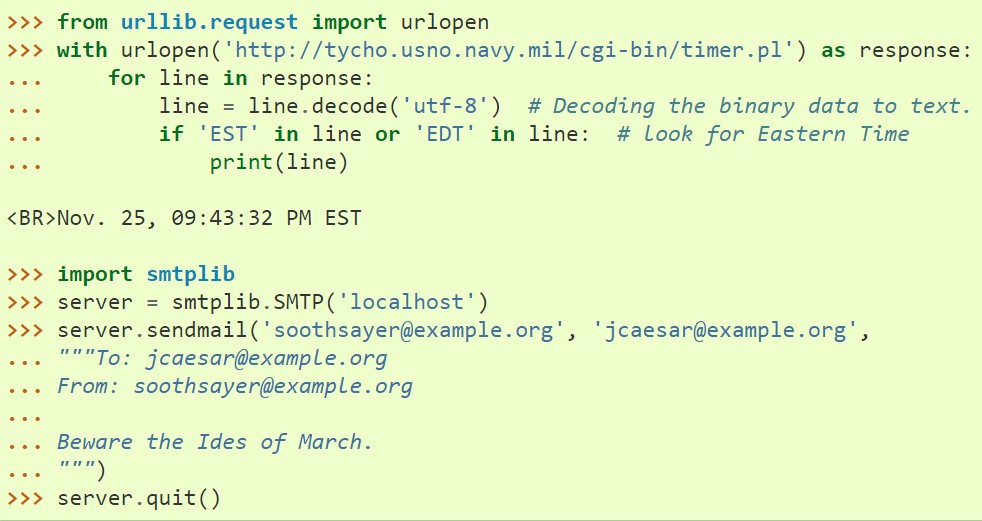 >>> from urllib.request import urlopen
>>> with urlopen('http://tycho.usno.navy.mil/cgi-bin/timer.pl') as response:
...     for line in response:
...         line = line.decode('utf-8')  # Decoding the binary data to text.
...         if 'EST' in line or 'EDT' in line:  # look for Eastern Time
...             print(line)

<BR>Nov. 25, 09:43:32 PM EST

>>> import smtplib
>>> server = smtplib.SMTP('localhost')
>>> server.sendmail('soothsayer@example.org', 'jcaesar@example.org',
... """To: jcaesar@example.org
... From: soothsayer@example.org
...
... Beware the Ides of March.
... """)
>>> server.quit()